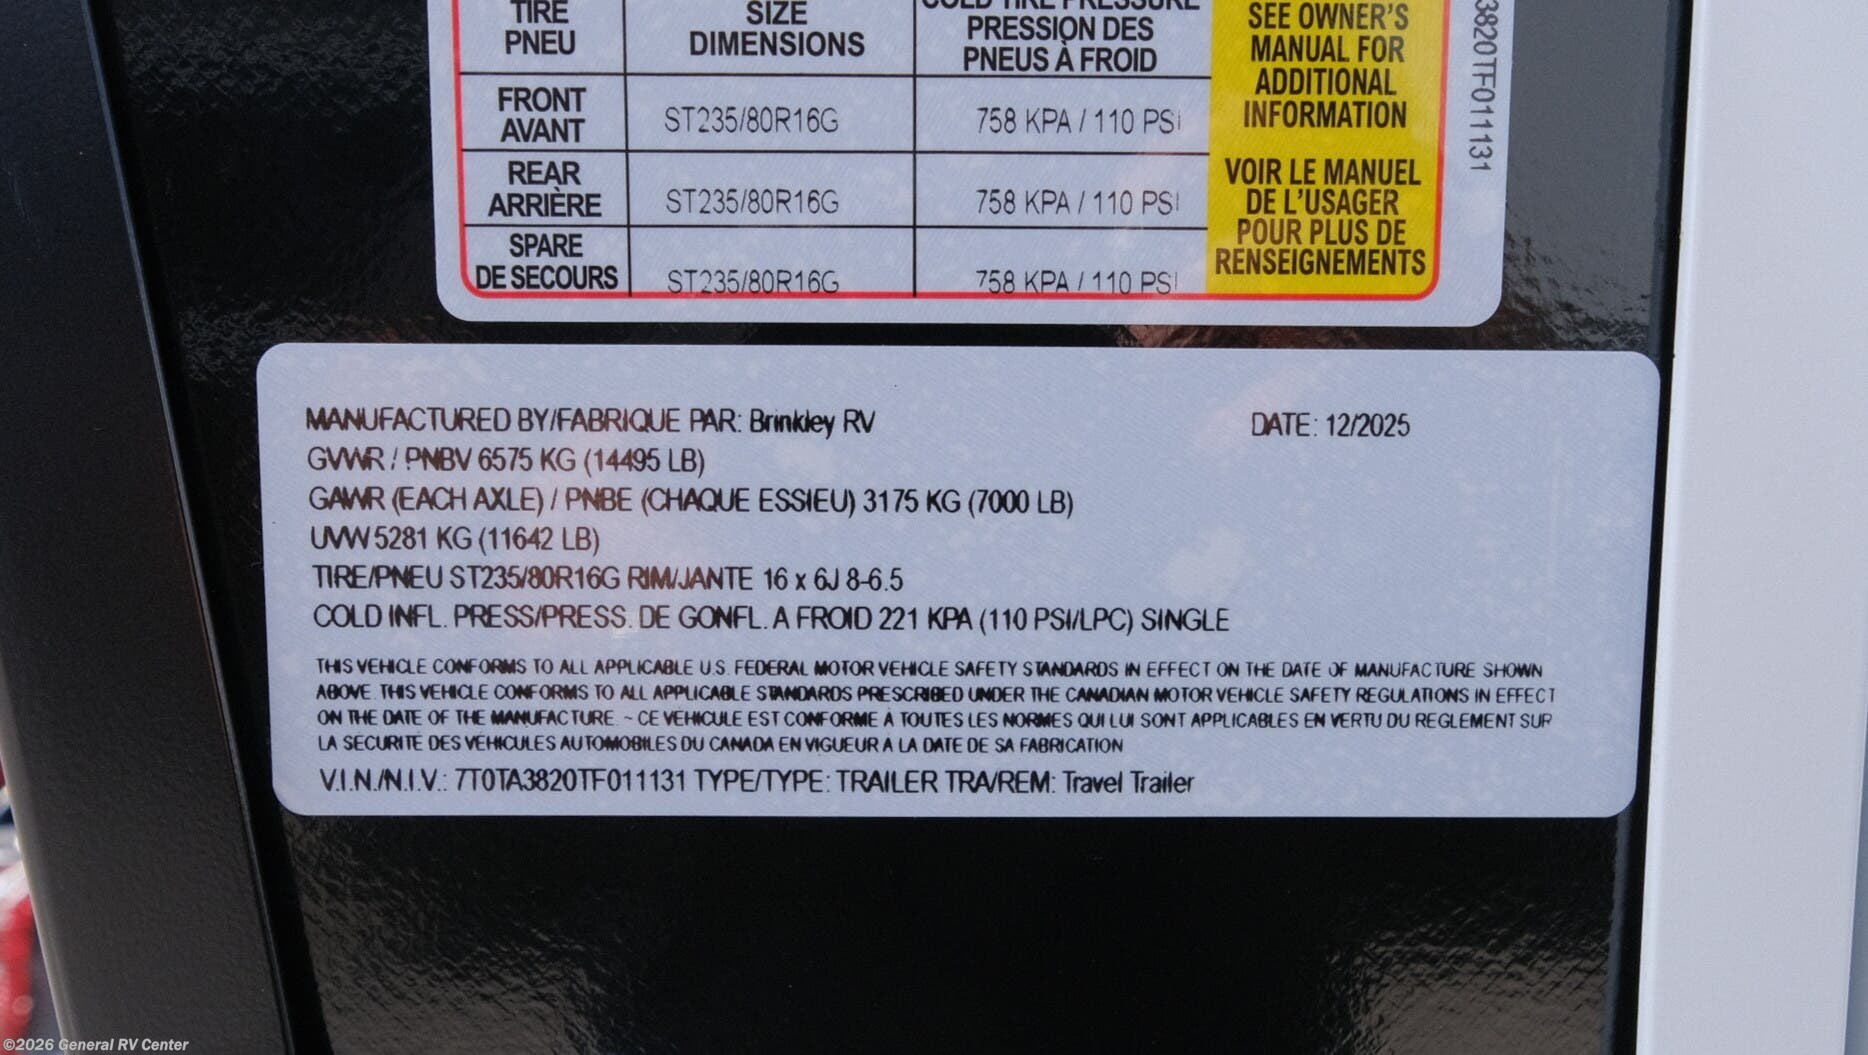 TIRE SIZE COLD TIRE PRESSURE SEE OWNER'S
PNEU DIMENSIONS PRESSION DES MANUAL FOR
PNEUS À FROID ADDITIONAL
INFORMATION
FRONT
AVANT ST235/80R16G 758 KPA / 110 PSI
REAR
ARRIÈRE ST235/80R16G 758 KPA / 110 PSI
SPARE
DE SECOURS ST235/80R16G 758 KPA / 110 PSI
VOIR LE MANUEL
DE L'USAGER
POUR PLUS DE
RENSEIGNEMENTS
3820TF011131
MANUFACTURED BY/FABRIQUE PAR: Brinkley RV DATE: 12/2025
GVWR / PNBV 6575 KG (14495 LB)
GAWR (EACH AXLE) / PNBE (CHAQUE ESSIEU) 3175 KG (7000 LB)
UVW 5281 KG (11642 LB)
TIRE/PNEU ST235/80R16G RIM/JANTE 16 x 6J 8-6.5
COLD INFL. PRESS/PRESS. DE GONFL. A FROID 221 KPA (110 PSI/LPC) SINGLE
THIS VEHICLE CONFORMS TO ALL APPLICABLE U.S. FEDERAL MOTOR VEHICLE SAFETY STANDARDS IN EFFECT ON THE DATE OF MANUFACTURE SHOWN
ABOVE. THIS VEHICLE CONFORMS TO ALL APPLICABLE STANDARDS PRESCRIBED UNDER THE CANADIAN MOTOR VEHICLE SAFETY REGULATIONS IN EFFECT
ON THE DATE OF THE MANUFACTURE. ~ CE VÉHICULE EST CONFORME À TOUTES LES NORMES QUI LUI SONT APPLICABLES EN VERTU DU REGLEMENT SUR
LA SÉCURITÉ DES VÉHICULES AUTOMOBILES DU CANADA EN VIGUEUR À LA DATE DE SA FABRICATION
V.I.N./N.I.V.: 7T0TA3820TF011131 TYPE/TYPE: TRAILER TRA/REM: Travel Trailer
©2026 General RV Center